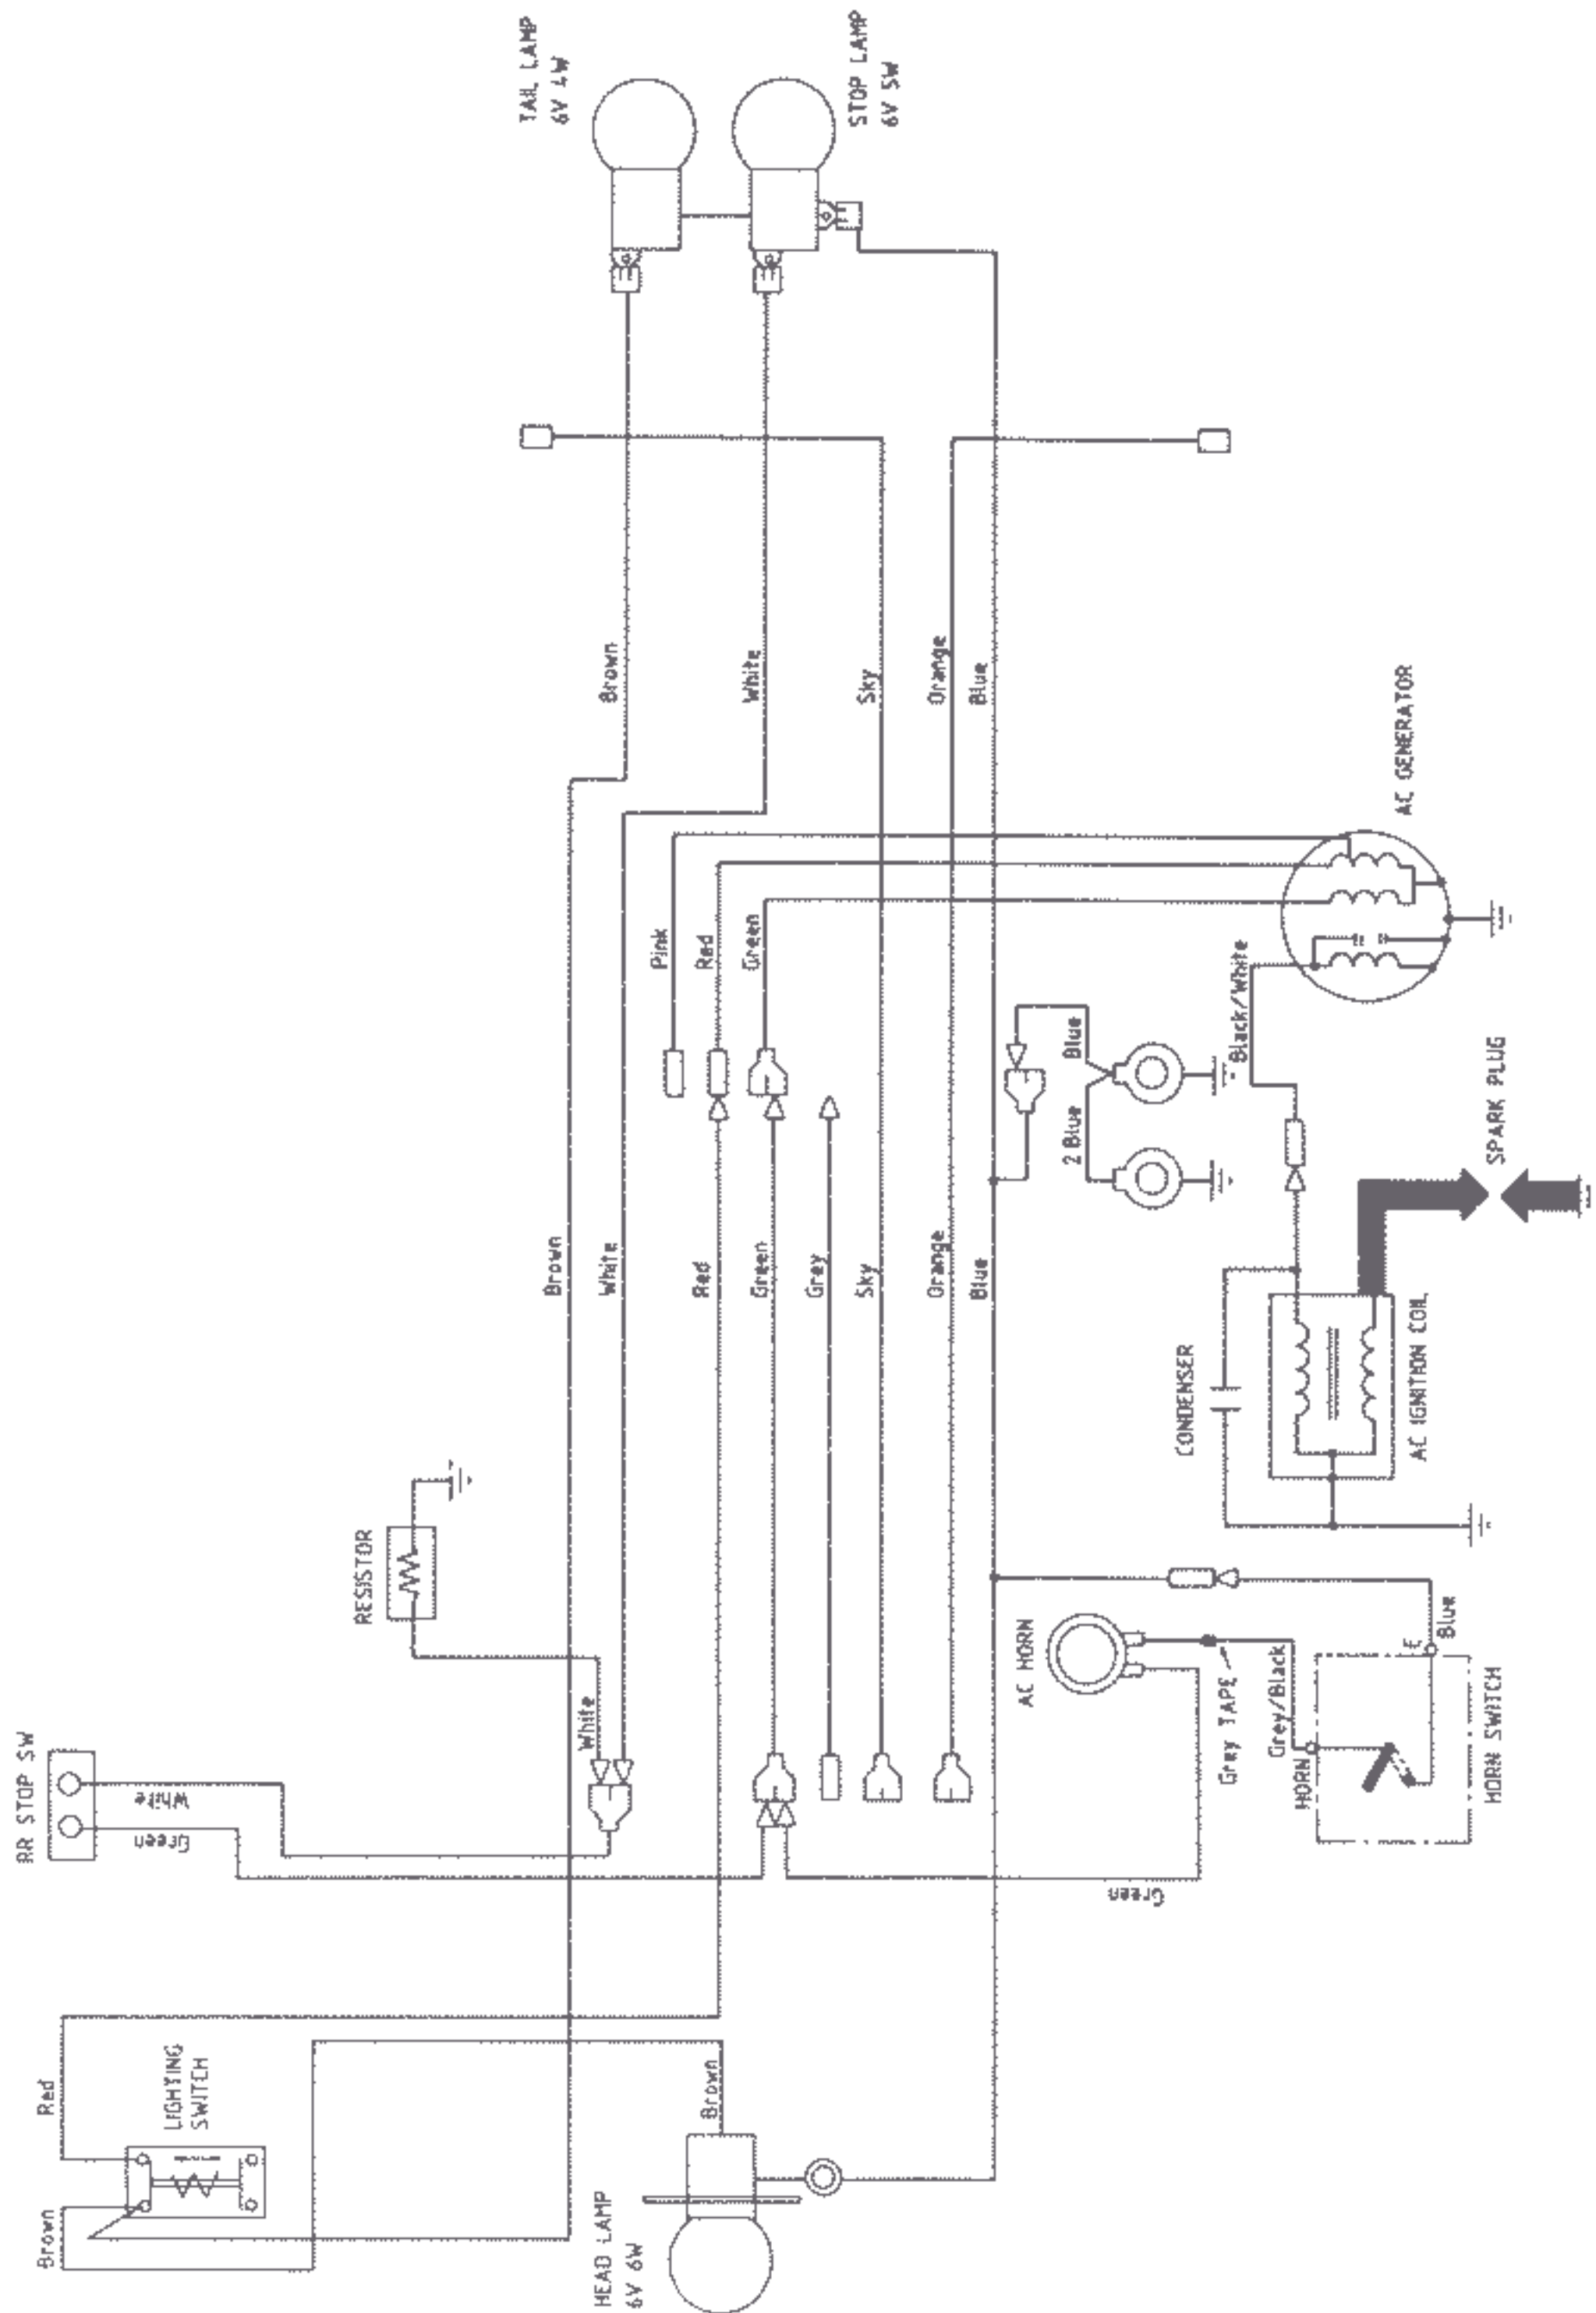 TAIL LAMP
6V 4W
STOP LAMP
6V 5W
Brown
White
Sky
Orange
Blue
AC GENERATOR
Pink
Red
Green
Black/White
Blue
2 Blue
SPARK PLUG
Brown
White
Red
Green
Grey
Sky
Orange
Blue
CONDENSER
AC IGNITION COIL
RESISTOR
AC HORN
Grey TAPE
Grey/Black
HORN
E
Blue
HORN SWITCH
RR STOP SW
White
Green
White
Green
Red
LIGHTING
SWITCH
Brown
Brown
HEAD LAMP
6V 6W